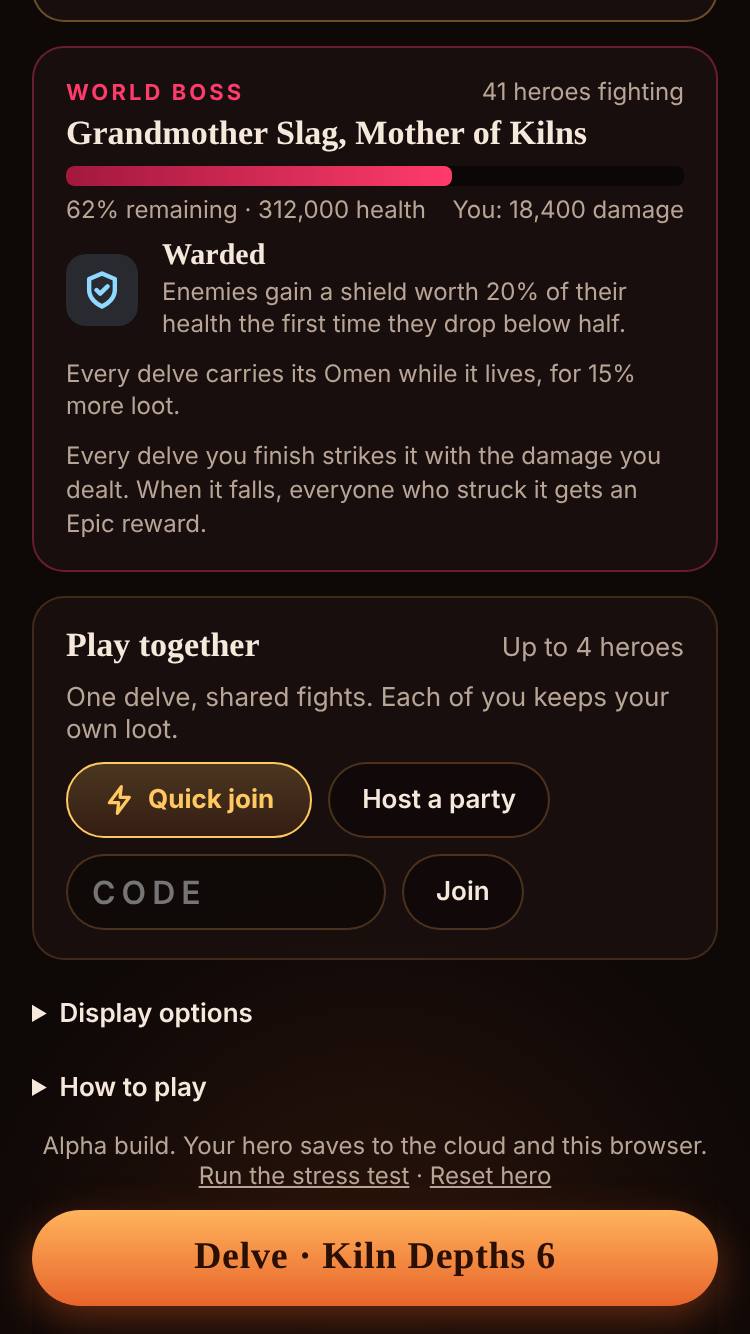 WORLD BOSS 41 heroes fighting
Grandmother Slag, Mother of Kilns
62% remaining · 312,000 health You: 18,400 damage
Warded
Enemies gain a shield worth 20% of their
health the first time they drop below half.
Every delve carries its Omen while it lives, for 15%
more loot.
Every delve you finish strikes it with the damage you
dealt. When it falls, everyone who struck it gets an
Epic reward.
Play together Up to 4 heroes
One delve, shared fights. Each of you keeps your
own loot.
Quick join Host a party
CODE Join
Display options
How to play
Alpha build. Your hero saves to the cloud and this browser.
Run the stress test · Reset hero
Delve · Kiln Depths 6